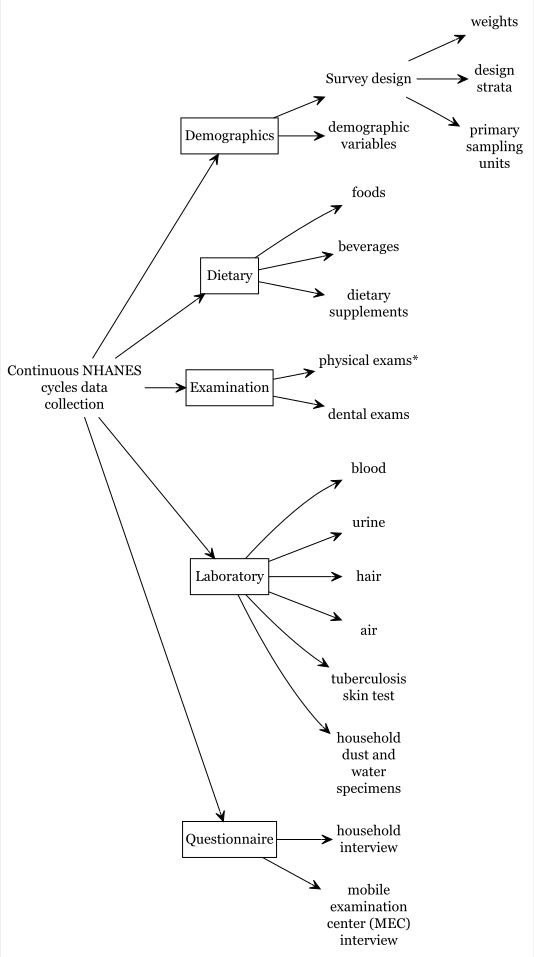 weights
Survey design
design
strata
primary
sampling
units
Demographics
demographic
variables
foods
Dietary
beverages
dietary
supplements
Continuous NHANES
cycles data
collection
physical exams*
Examination
dental exams
blood
urine
Laboratory
hair
air
tuberculosis
skin test
household
dust and
water
specimens
Questionnaire
household
interview
mobile
examination
center (MEC)
interview